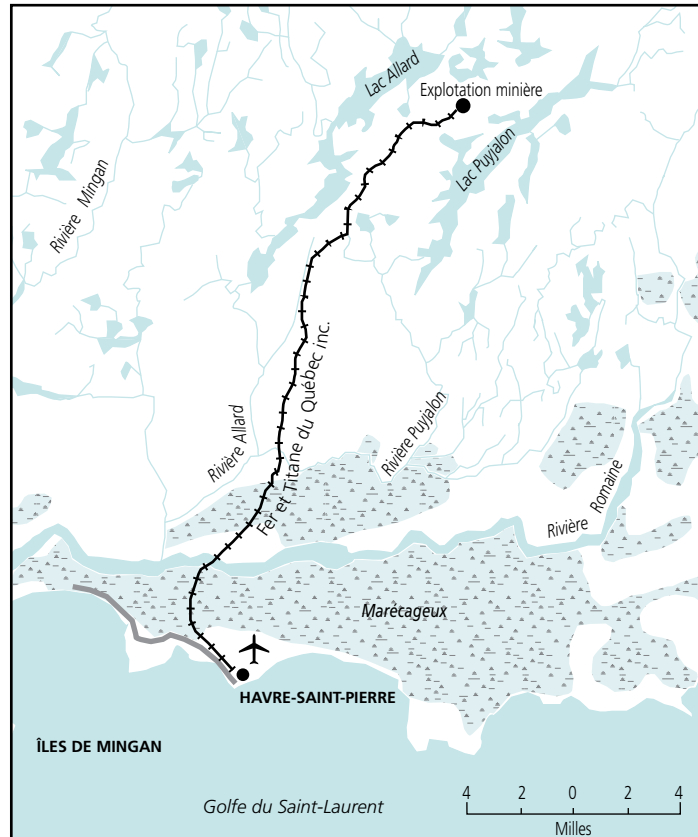 Lac Allard
Explotation minière
Lac Puyjalon
Rivière Mingan
Fer et Titane du Québec inc.
Rivière Allard
Rivière Puyjalon
Rivière Romaine
Marécageux
HAVRE-SAINT-PIERRE
ÎLES DE MINGAN
Golfe du Saint-Laurent
4 2 0 2 4
Milles